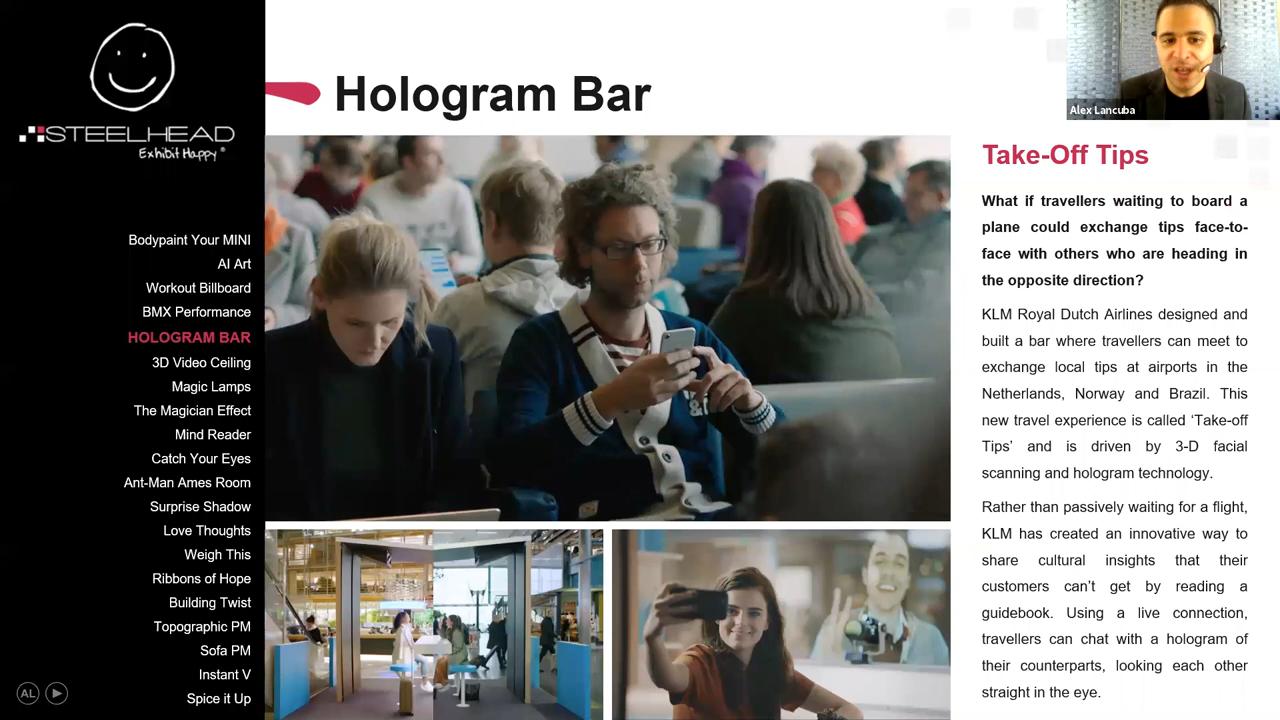 STEELHEAD
Exhibit Happy ®
Bodypaint Your MINI
AI Art
Workout Billboard
BMX Performance
HOLOGRAM BAR
3D Video Ceiling
Magic Lamps
The Magician Effect
Mind Reader
Catch Your Eyes
Ant-Man Ames Room
Surprise Shadow
Love Thoughts
Weigh This
Ribbons of Hope
Building Twist
Topographic PM
Sofa PM
Instant V
Spice it Up
AL
Hologram Bar
Alex Lancuba
Take-Off Tips
What if travellers waiting to board a
plane could exchange tips face-to-
face with others who are heading in
the opposite direction?
KLM Royal Dutch Airlines designed and
built a bar where travellers can meet to
exchange local tips at airports in the
Netherlands, Norway and Brazil. This
new travel experience is called ‘Take-off
Tips’ and is driven by 3-D facial
scanning and hologram technology.
Rather than passively waiting for a flight,
KLM has created an innovative way to
share cultural insights that their
customers can’t get by reading a
guidebook. Using a live connection,
travellers can chat with a hologram of
their counterparts, looking each other
straight in the eye.